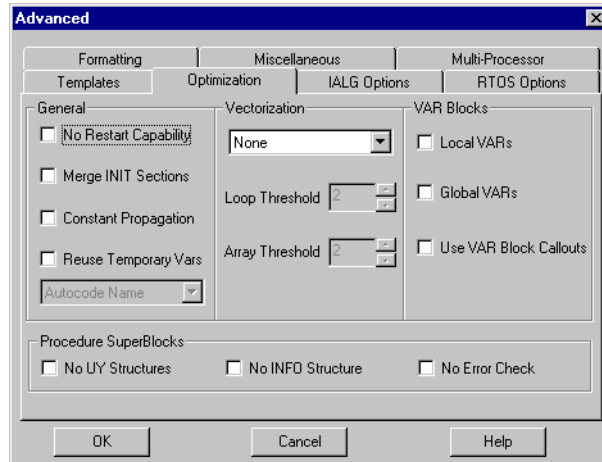 Advanced
Formatting
Miscellaneous
Multi-Processor
Templates
Optimization
IALG Options
RTOS Options
General
No Restart Capability
Merge INIT Sections
Constant Propagation
Reuse Temporary Vars
Autocode Name
Vectorization
None
Loop Threshold 2
Array Threshold 2
VAR Blocks
Local VARs
Global VARs
Use VAR Block Callouts
Procedure SuperBlocks
No UY Structures
No INFO Structure
No Error Check
OK
Cancel
Help